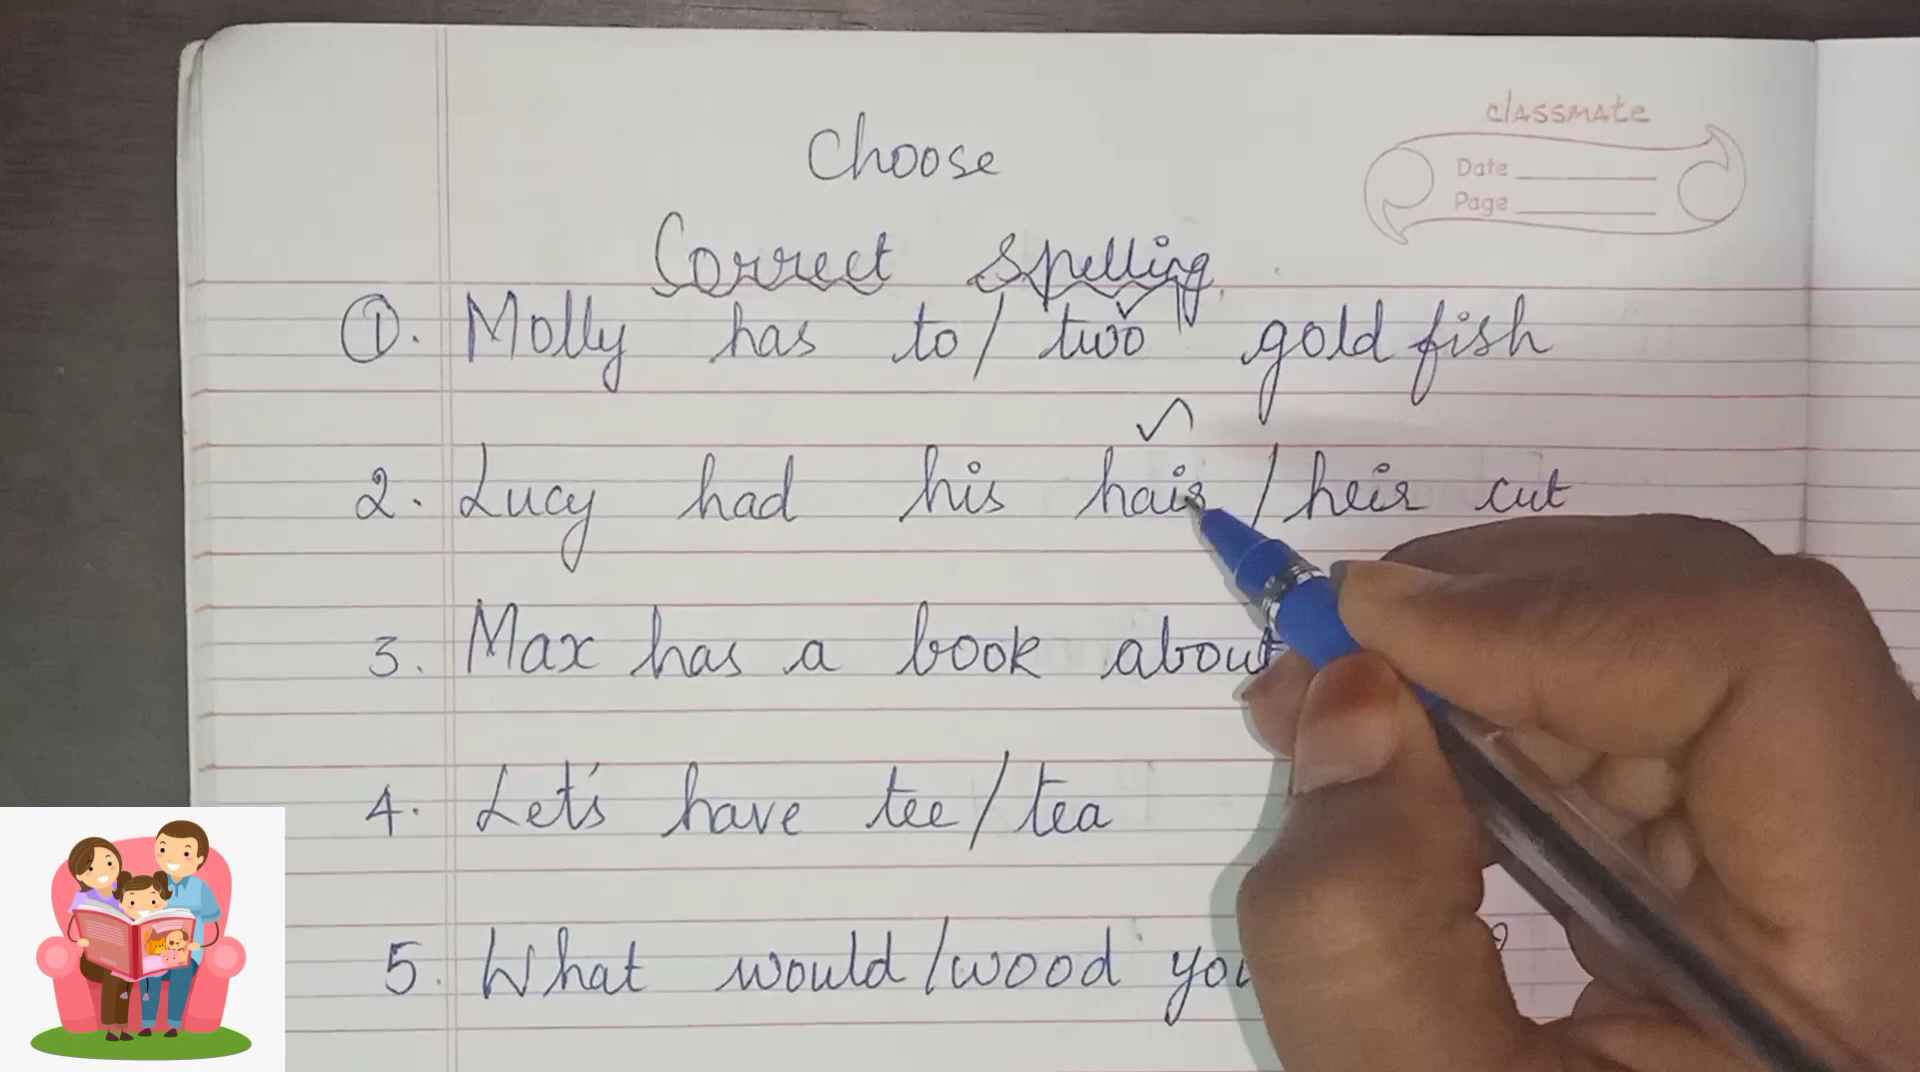 classmate
Date
Page
Choose
Correct Spelling
1. Molly has to/ two gold fish
2. Lucy had his hair /heir cut
3. Max has a book about
4. Let's have tee/tea
5. What would/wood you